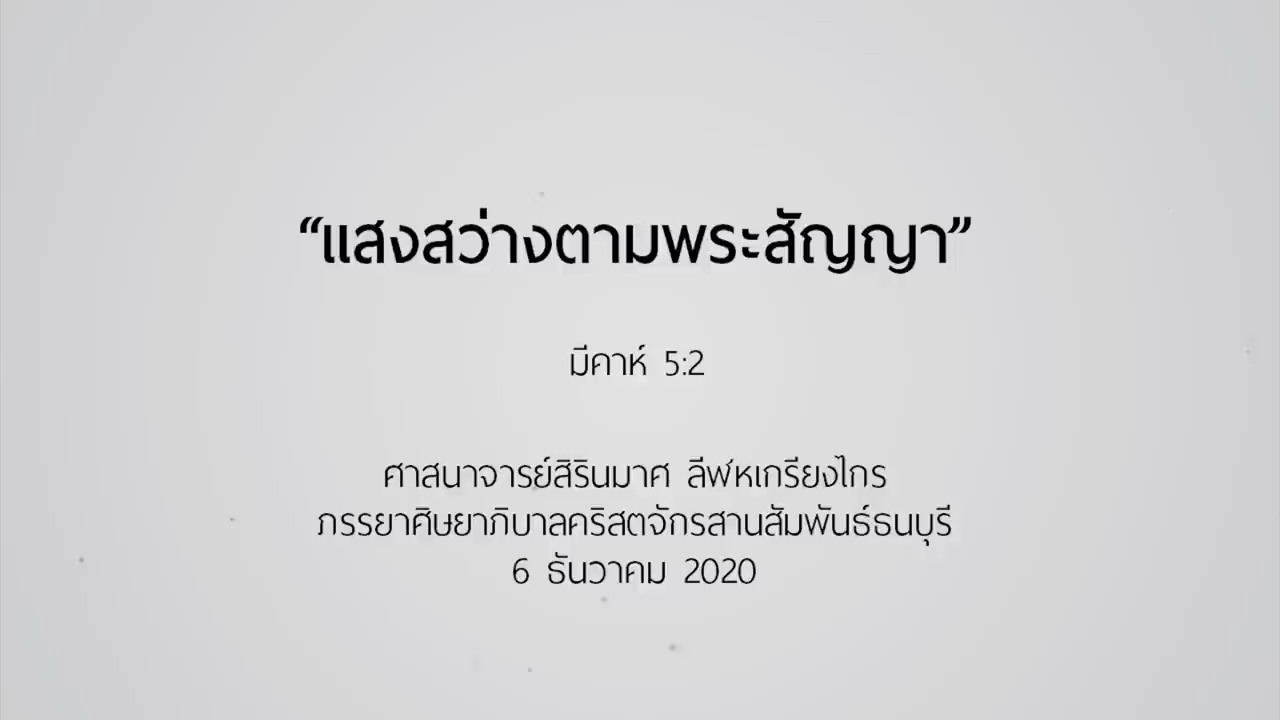 “แสงสว่างตามพระสัญญา”
มีคาห์ 5:2
ศาสนาจารย์สิรินมาศ ลีฬหเกรียงไกร
ภรรยาศิษยาภิบาลคริสตจักรสานสัมพันธ์ธนบุรี
6 ธันวาคม 2020